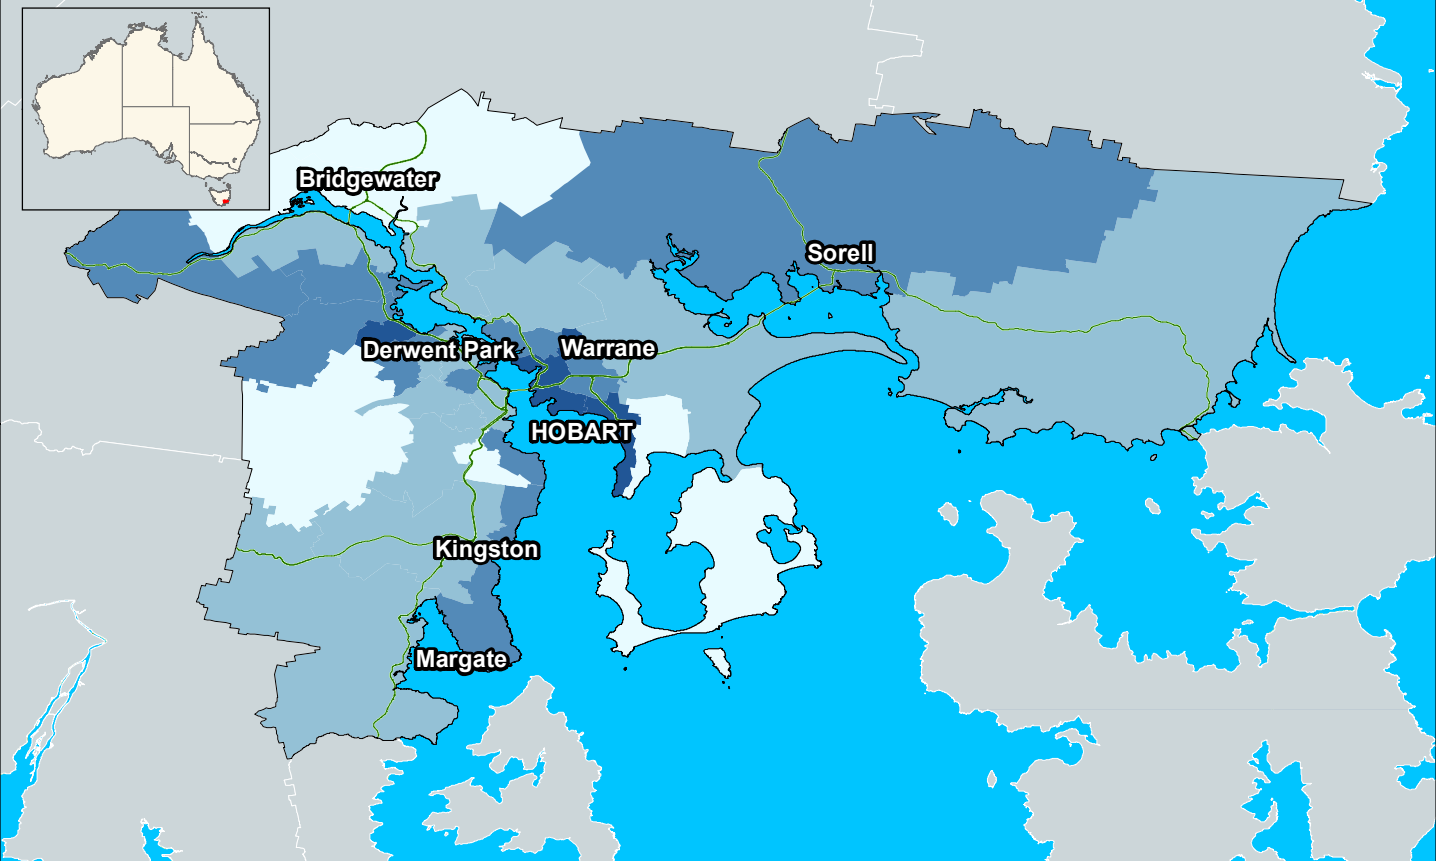 Bridgewater
Sorell
Derwent Park
Warrane
HOBART
Kingston
Margate